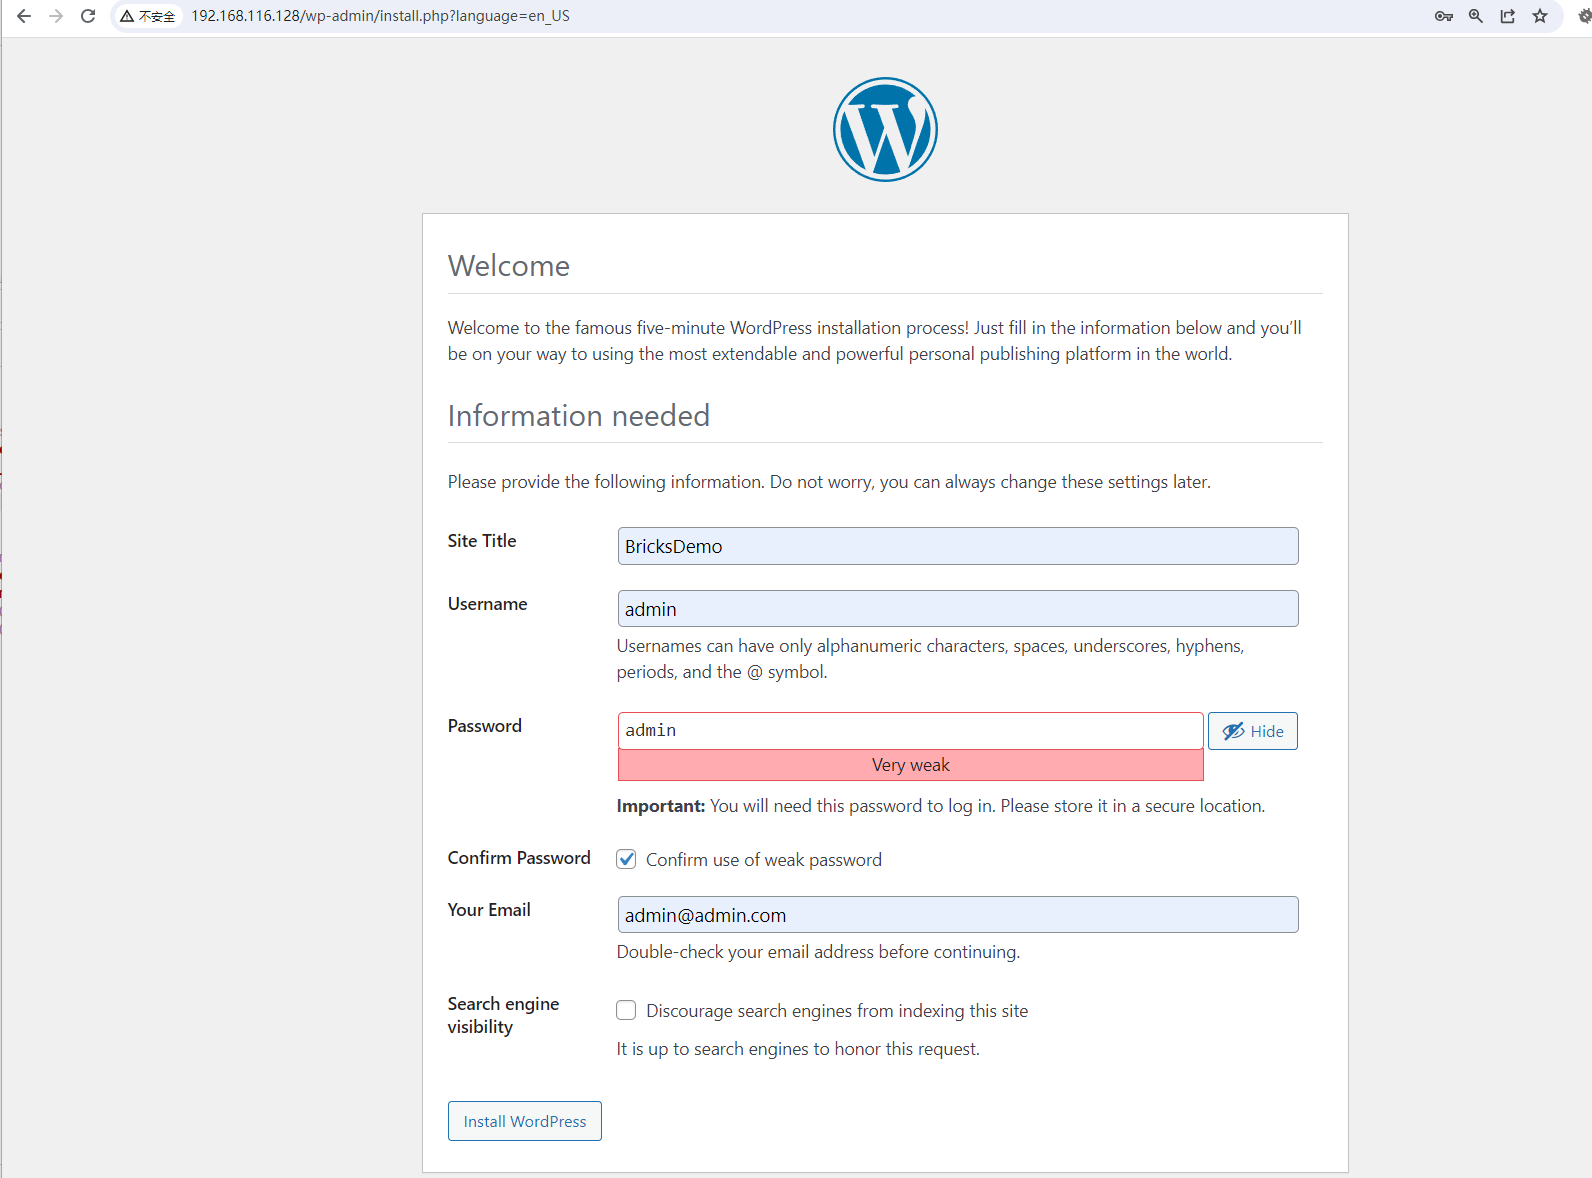 不安全 192.168.116.128/wp-admin/install.php?language=en_US
Welcome
Welcome to the famous five-minute WordPress installation process! Just fill in the information below and you’ll
be on your way to using the most extendable and powerful personal publishing platform in the world.
Information needed
Please provide the following information. Do not worry, you can always change these settings later.
Site Title
BricksDemo
Username
admin
Usernames can have only alphanumeric characters, spaces, underscores, hyphens,
periods, and the @ symbol.
Password
admin
Hide
Very weak
Important: You will need this password to log in. Please store it in a secure location.
Confirm Password
Confirm use of weak password
Your Email
admin@admin.com
Double-check your email address before continuing.
Search engine
visibility
Discourage search engines from indexing this site
It is up to search engines to honor this request.
Install WordPress